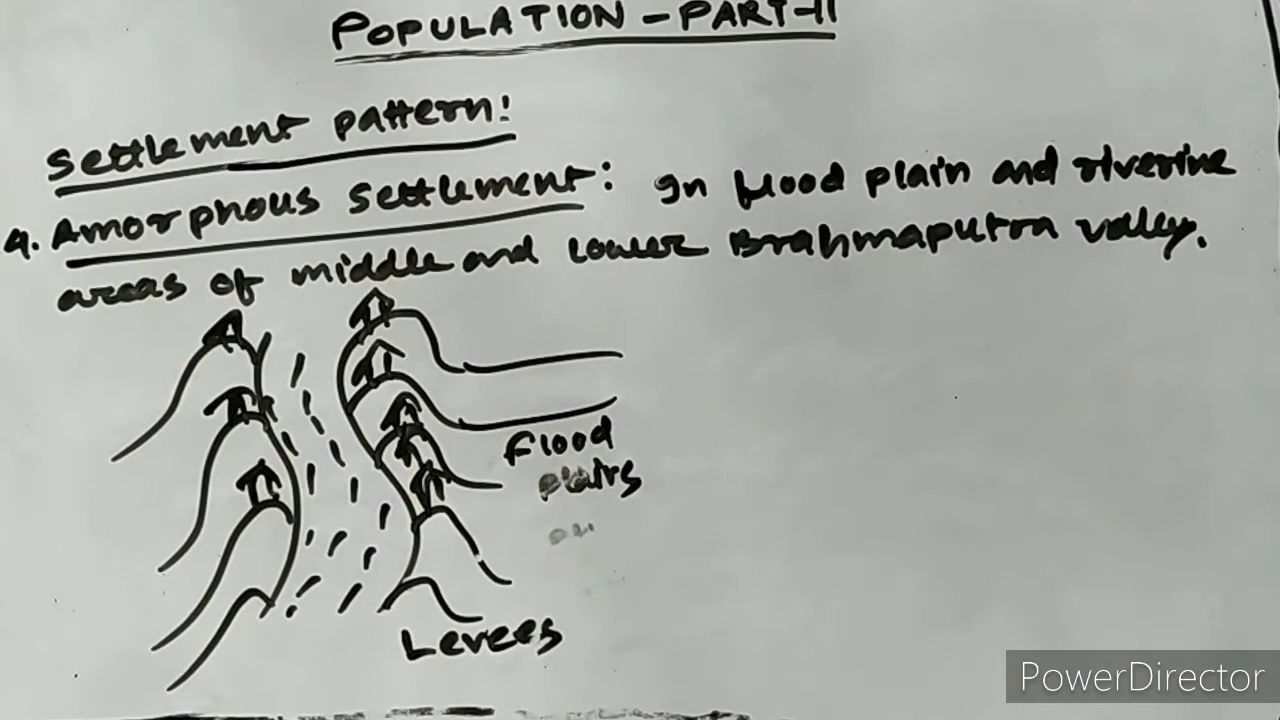 POPULATION - PART-II
Settlement pattern:
9. Amorphous settlement: In flood plain and riverine
areas of middle and lower Brahmaputra valley.
Flood
plains
Levees
PowerDirector